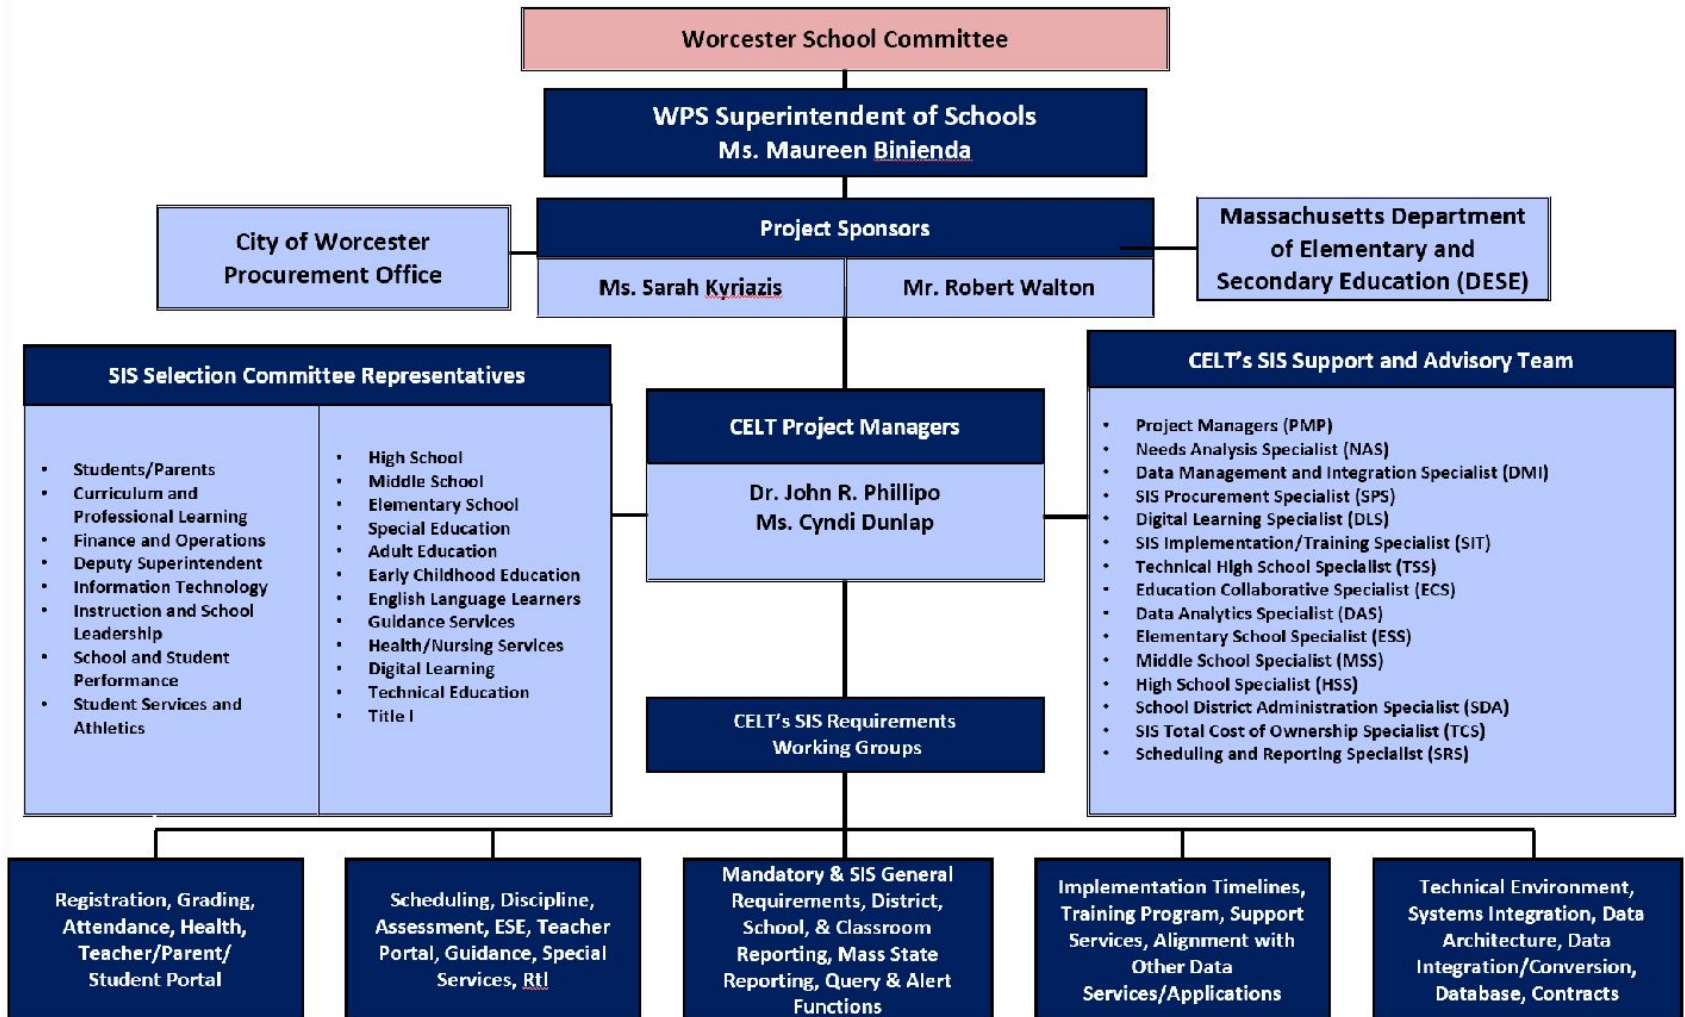 Worcester School Committee
WPS Superintendent of Schools
Ms. Maureen Binienda
City of Worcester
Procurement Office
Project Sponsors
Ms. Sarah Kyriazis
Mr. Robert Walton
Massachusetts Department
of Elementary and
Secondary Education (DESE)
SIS Selection Committee Representatives
• Students/Parents
• Curriculum and
Professional Learning
• Finance and Operations
• Deputy Superintendent
• Information Technology
• Instruction and School
Leadership
• School and Student
Performance
• Student Services and
Athletics
• High School
• Middle School
• Elementary School
• Special Education
• Adult Education
• Early Childhood Education
• English Language Learners
• Guidance Services
• Health/Nursing Services
• Digital Learning
• Technical Education
• Title I
CELT Project Managers
Dr. John R. Phillipo
Ms. Cyndi Dunlap
CELT's SIS Support and Advisory Team
• Project Managers (PMP)
• Needs Analysis Specialist (NAS)
• Data Management and Integration Specialist (DMI)
• SIS Procurement Specialist (SPS)
• Digital Learning Specialist (DLS)
• SIS Implementation/Training Specialist (SIT)
• Technical High School Specialist (TSS)
• Education Collaborative Specialist (ECS)
• Data Analytics Specialist (DAS)
• Elementary School Specialist (ESS)
• Middle School Specialist (MSS)
• High School Specialist (HSS)
• School District Administration Specialist (SDA)
• SIS Total Cost of Ownership Specialist (TCS)
• Scheduling and Reporting Specialist (SRS)
CELT's SIS Requirements
Working Groups
Registration, Grading,
Attendance, Health,
Teacher/Parent/
Student Portal
Scheduling, Discipline,
Assessment, ESE, Teacher
Portal, Guidance, Special
Services, RtI
Mandatory & SIS General
Requirements, District,
School, & Classroom
Reporting, Mass State
Reporting, Query & Alert
Functions
Implementation Timelines,
Training Program, Support
Services, Alignment with
Other Data
Services/Applications
Technical Environment,
Systems Integration, Data
Architecture, Data
Integration/Conversion,
Database, Contracts